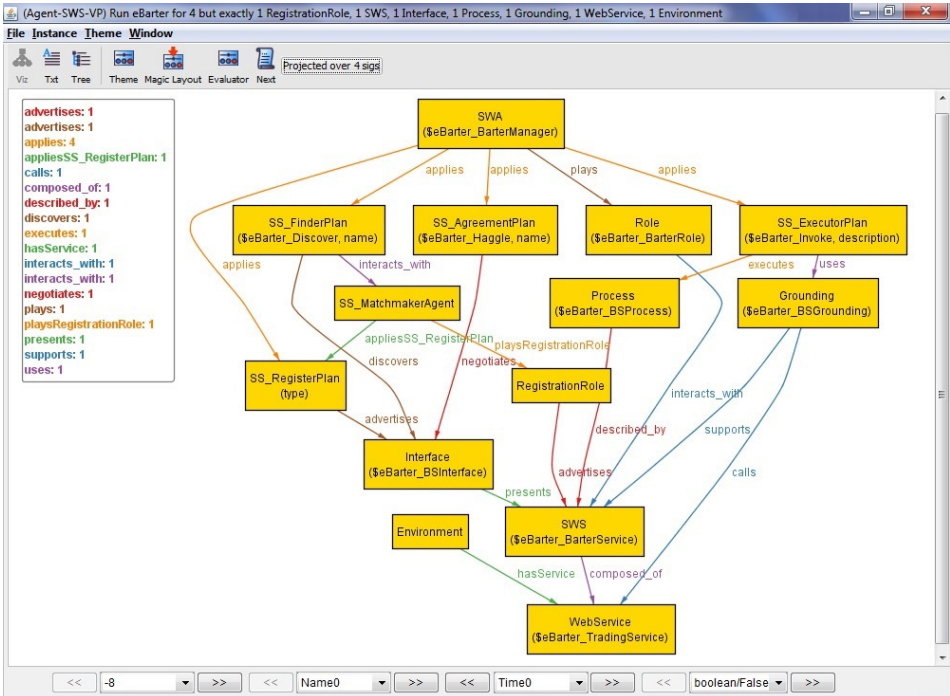 (Agent-SWS-VP) Run eBarter for 4 but exactly 1 RegistrationRole, 1 SWS, 1 Interface, 1 Process, 1 Grounding, 1 WebService, 1 Environment
File Instance Theme Window
Viz Txt Tree Theme Magic Layout Evaluator Next Projected over 4 sigs
advertises: 1
advertises: 1
applies: 4
appliesSS_RegisterPlan: 1
calls: 1
composed_of: 1
described_by: 1
discovers: 1
executes: 1
hasService: 1
interacts_with: 1
interacts_with: 1
negotiates: 1
plays: 1
playsRegistrationRole: 1
presents: 1
supports: 1
uses: 1
SWA
($eBarter_BarterManager)
applies applies plays applies
SS_FinderPlan
($eBarter_Discover, name)
SS_AgreementPlan
($eBarter_Haggle, name)
Role
($eBarter_BarterRole)
SS_ExecutorPlan
($eBarter_Invoke, description)
applies interacts_with executes uses
SS_MatchmakerAgent
Process
($eBarter_BSProcess)
Grounding
($eBarter_BSGrounding)
appliesSS_RegisterPlan playsRegistrationRole
discovers negotiates
SS_RegisterPlan
(type)
RegistrationRole
interacts_with
advertises described_by supports
Interface
($eBarter_BSInterface)
advertises calls
presents
Environment
SWS
($eBarter_BarterService)
hasService composed_of
WebService
($eBarter_TradingService)
<< -8 >> << Name0 >> << Time0 >> << boolean/False >>